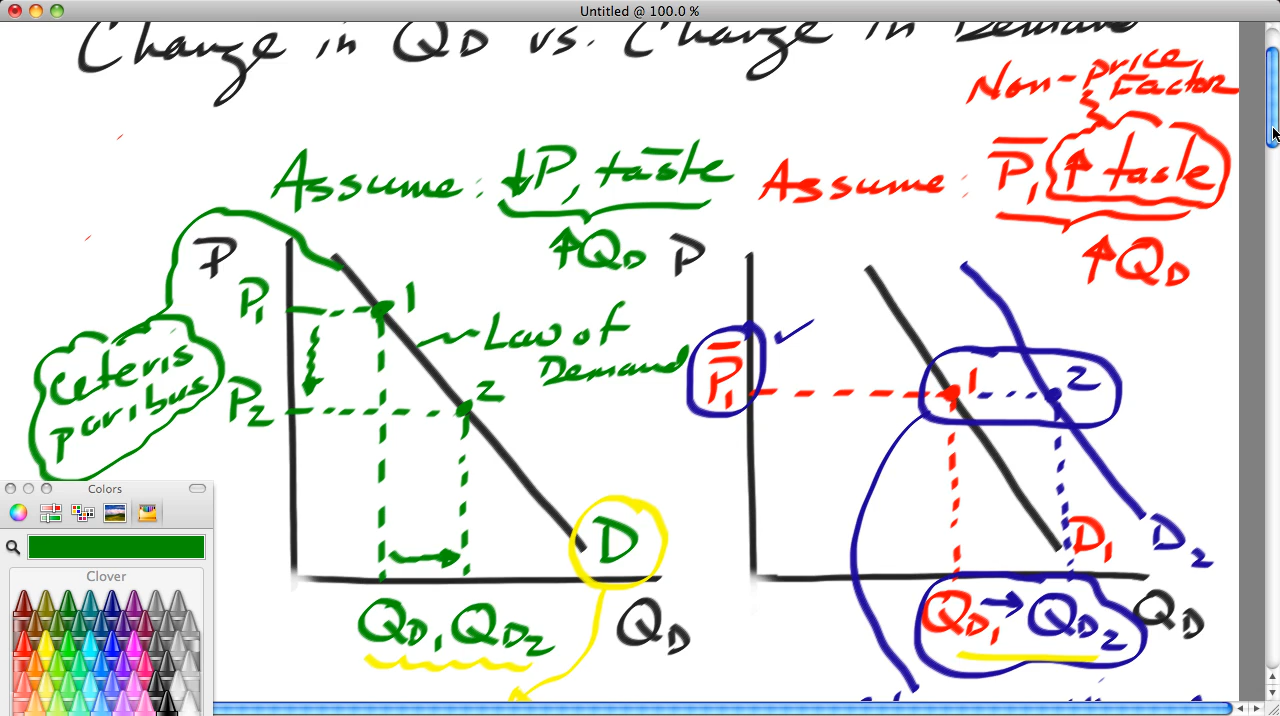 Untitled @ 100.0 %
Change in QD vs. Change in Demand
Non-price
Factor
Assume: ↓P, taste
↑QD
Assume: P1 ↑ taste
↑QD
P
P1
1
Law of
Demand
Ceteris
paribus
P2
2
D
QD1 QD2
QD
P
P1
1
2
D1
D2
QD1 → QD2
QD
Colors
Clover